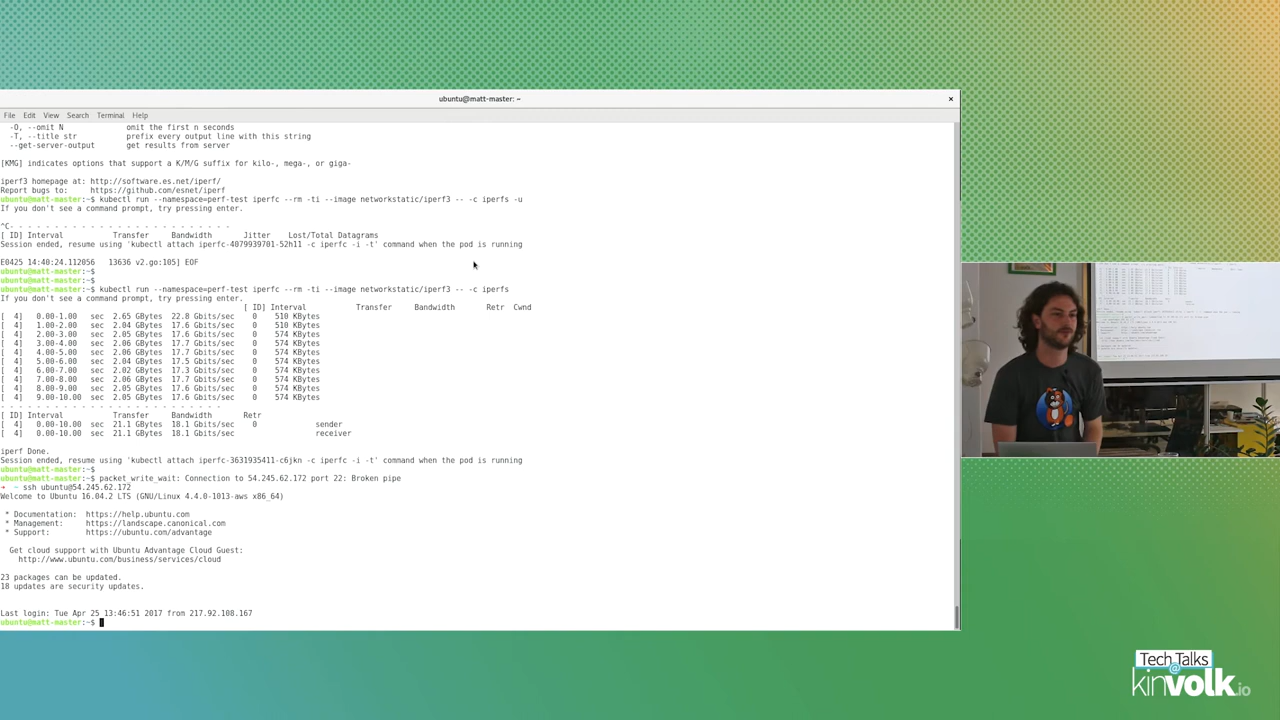 ubuntu@matt-master: ~
File Edit View Search Terminal Help
-O, --omit N omit the first n seconds
-T, --title str prefix every output line with this string
--get-server-output get results from server
[KMG] indicates options that support a K/M/G suffix for kilo-, mega-, or giga-
iperf3 homepage at: http://software.es.net/iperf/
Report bugs to: https://github.com/esnet/iperf
ubuntu@matt-master:~$ kubectl run --namespace=perf-test iperfc --rm -ti --image networkstatic/iperf3 -- -c iperfs -u
If you don't see a command prompt, try pressing enter.
^C- - - - - - - - - - - - - - - - - - - - - - - - -
[ ID] Interval Transfer Bandwidth Jitter Lost/Total Datagrams
Session ended, resume using 'kubectl attach iperfc-4079939701-52h11 -c iperfc -i -t' command when the pod is running
E0425 14:40:24.112056 13636 v2.go:105] EOF
ubuntu@matt-master:~$
ubuntu@matt-master:~$
ubuntu@matt-master:~$ kubectl run --namespace=perf-test iperfc --rm -ti --image networkstatic/iperf3 -- -c iperfs
If you don't see a command prompt, try pressing enter.
[ ID] Interval Transfer Bandwidth Retr Cwnd
[ 4] 0.00-1.00 sec 2.65 GBytes 22.8 Gbits/sec 0 510 KBytes
[ 4] 1.00-2.00 sec 2.04 GBytes 17.6 Gbits/sec 0 510 KBytes
[ 4] 2.00-3.00 sec 2.05 GBytes 17.6 Gbits/sec 0 574 KBytes
[ 4] 3.00-4.00 sec 2.06 GBytes 17.7 Gbits/sec 0 574 KBytes
[ 4] 4.00-5.00 sec 2.06 GBytes 17.7 Gbits/sec 0 574 KBytes
[ 4] 5.00-6.00 sec 2.04 GBytes 17.5 Gbits/sec 0 574 KBytes
[ 4] 6.00-7.00 sec 2.02 GBytes 17.3 Gbits/sec 0 574 KBytes
[ 4] 7.00-8.00 sec 2.06 GBytes 17.7 Gbits/sec 0 574 KBytes
[ 4] 8.00-9.00 sec 2.05 GBytes 17.6 Gbits/sec 0 574 KBytes
[ 4] 9.00-10.00 sec 2.05 GBytes 17.6 Gbits/sec 0 574 KBytes
- - - - - - - - - - - - - - - - - - - - - - - - -
[ ID] Interval Transfer Bandwidth Retr
[ 4] 0.00-10.00 sec 21.1 GBytes 18.1 Gbits/sec 0 sender
[ 4] 0.00-10.00 sec 21.1 GBytes 18.1 Gbits/sec receiver
iperf Done.
Session ended, resume using 'kubectl attach iperfc-3631935411-c6jkn -c iperfc -i -t' command when the pod is running
ubuntu@matt-master:~$
ubuntu@matt-master:~$ packet_write_wait: Connection to 54.245.62.172 port 22: Broken pipe
➜ ~ ssh ubuntu@54.245.62.172
Welcome to Ubuntu 16.04.2 LTS (GNU/Linux 4.4.0-1013-aws x86_64)
* Documentation: https://help.ubuntu.com
* Management: https://landscape.canonical.com
* Support: https://ubuntu.com/advantage
Get cloud support with Ubuntu Advantage Cloud Guest:
http://www.ubuntu.com/business/services/cloud
23 packages can be updated.
18 updates are security updates.
Last login: Tue Apr 25 13:46:51 2017 from 217.92.108.167
ubuntu@matt-master:~$
Tech Talks
@
kinvolk.io